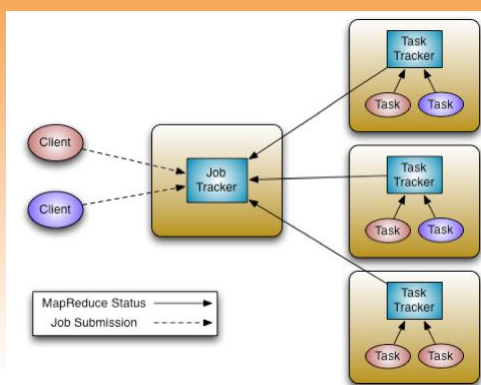 Client
Client
Job
Tracker
Task
Tracker
Task
Task
Task
Tracker
Task
Task
Task
Tracker
Task
Task
MapReduce Status
Job Submission